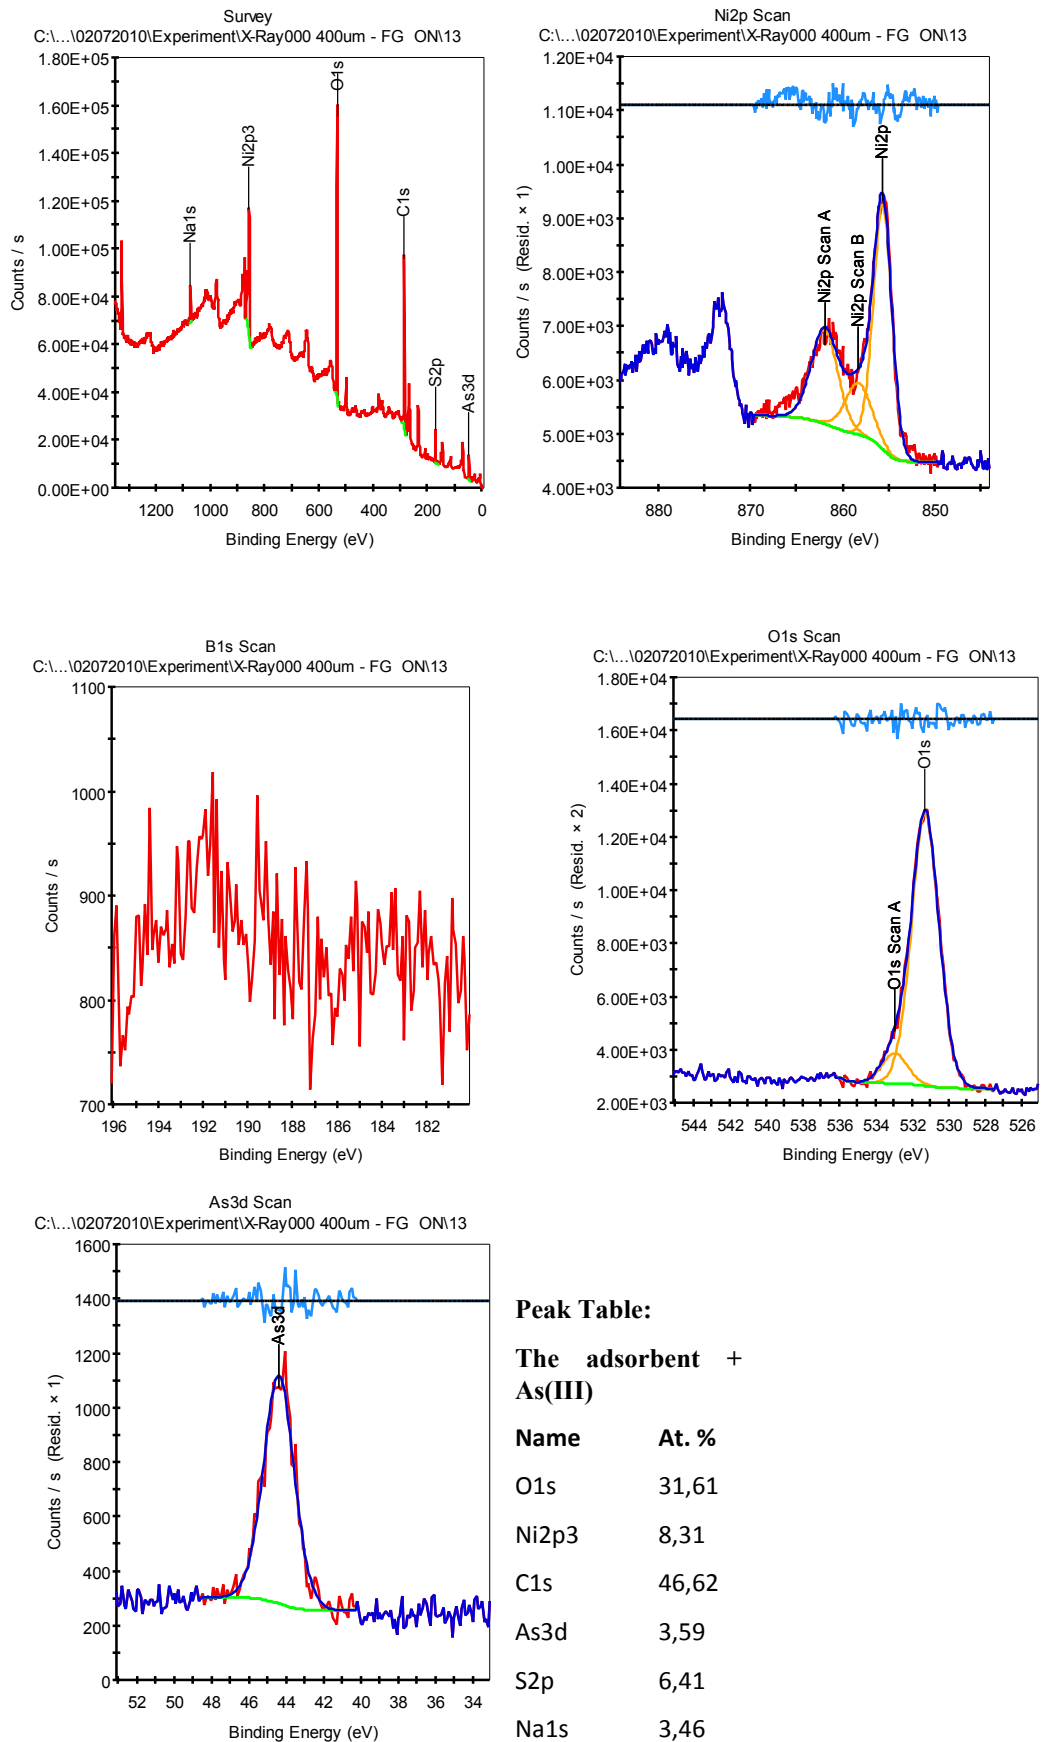 Survey
C:\...\02072010\Experiment\X-Ray000 400um - FG ON\13
1.80E+05
1.60E+05
1.40E+05
1.20E+05
1.00E+05
8.00E+04
6.00E+04
4.00E+04
2.00E+04
0.00E+00
Counts / s
Na1s
Ni2p3
O1s
C1s
S2p
As3d
1200 1000 800 600 400 200 0
Binding Energy (eV)
Ni2p Scan
C:\...\02072010\Experiment\X-Ray000 400um - FG ON\13
1.20E+04
1.10E+04
1.00E+04
9.00E+03
8.00E+03
7.00E+03
6.00E+03
5.00E+03
4.00E+03
Counts / s (Resid. × 1)
Ni2p Scan A
Ni2p Scan B
Ni2p
880 870 860 850
Binding Energy (eV)
B1s Scan
C:\...\02072010\Experiment\X-Ray000 400um - FG ON\13
1100
1000
900
800
700
Counts / s
196 194 192 190 188 186 184 182
Binding Energy (eV)
O1s Scan
C:\...\02072010\Experiment\X-Ray000 400um - FG ON\13
1.80E+04
1.60E+04
1.40E+04
1.20E+04
1.00E+04
8.00E+03
6.00E+03
4.00E+03
2.00E+03
Counts / s (Resid. × 2)
O1s Scan A
O1s
544 542 540 538 536 534 532 530 528 526
Binding Energy (eV)
As3d Scan
C:\...\02072010\Experiment\X-Ray000 400um - FG ON\13
1600
1400
1200
1000
800
600
400
200
0
Counts / s (Resid. × 1)
As3d
52 50 48 46 44 42 40 38 36 34
Binding Energy (eV)
Peak Table:
The adsorbent +
As(III)
Name At. %
O1s 31,61
Ni2p3 8,31
C1s 46,62
As3d 3,59
S2p 6,41
Na1s 3,46